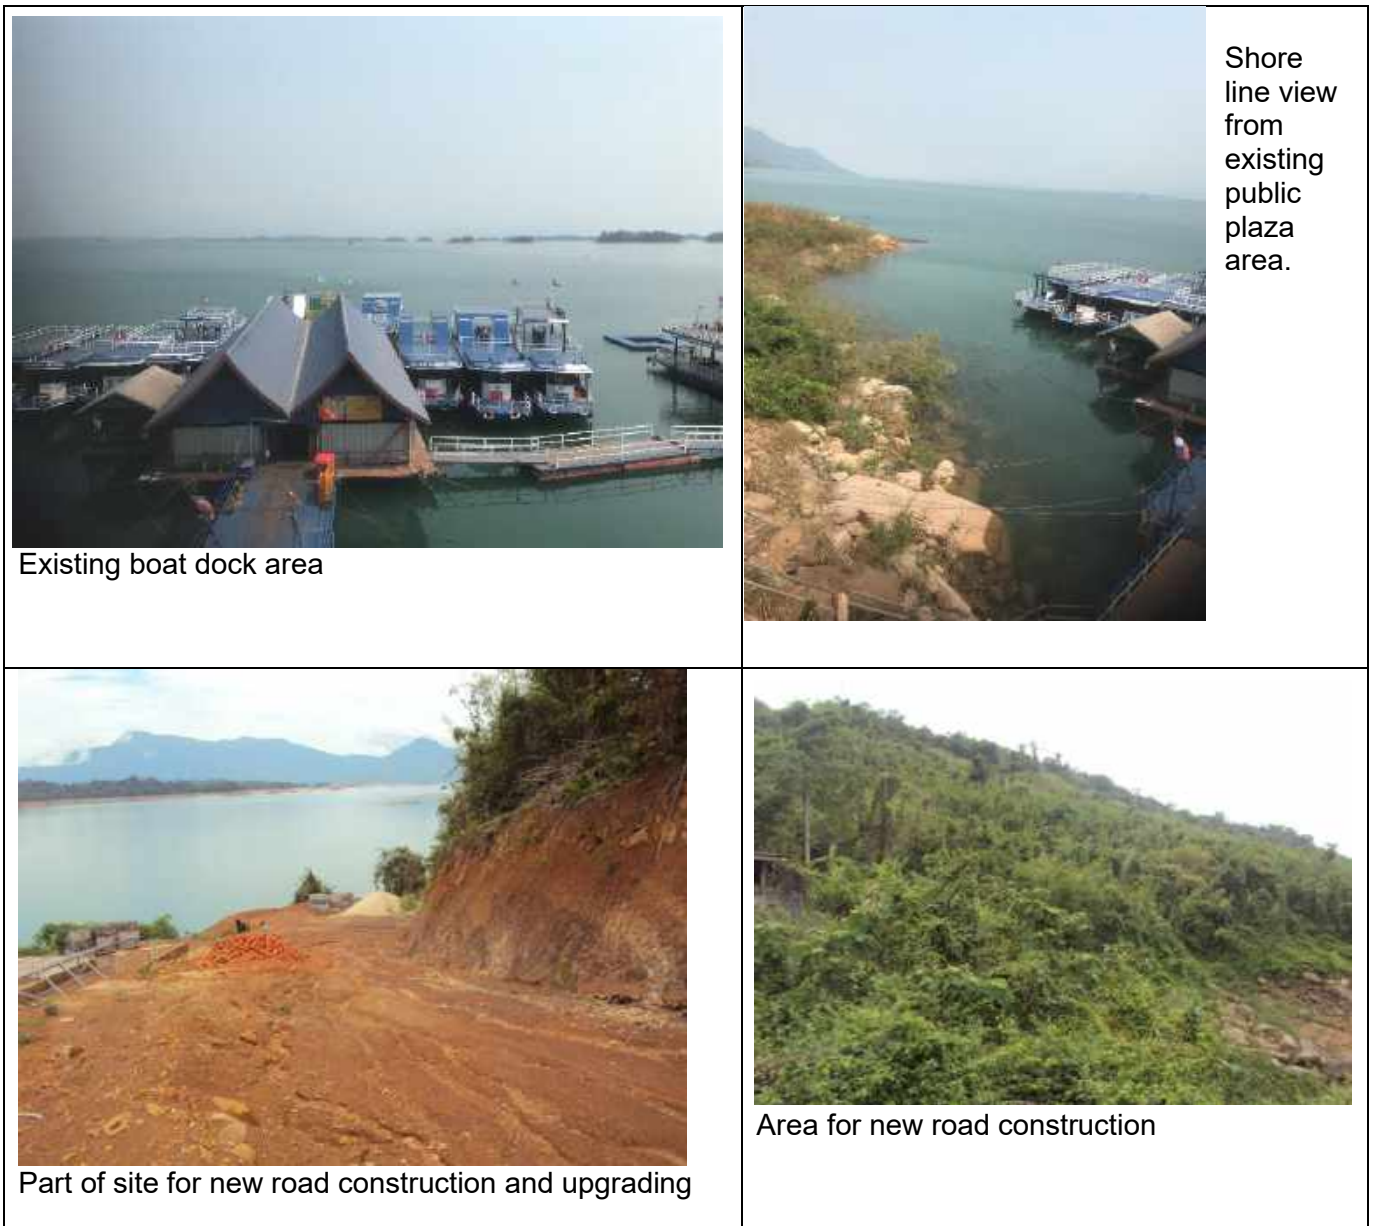 Existing boat dock area
Shore
line view
from
existing
public
plaza
area.
Part of site for new road construction and upgrading
Area for new road construction